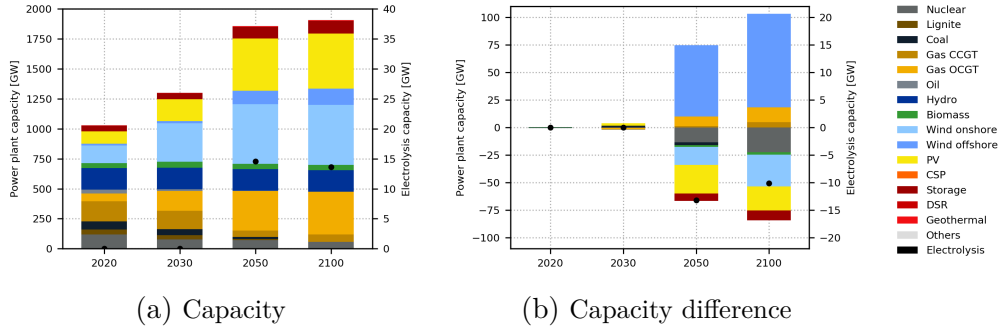 2000
1750
1500
1250
1000
750
500
250
0
Power plant capacity [GW]
40
35
30
25
20
15
10
5
0
Electrolysis capacity [GW]
2020
2030
2050
2100
(a) Capacity
100
75
50
25
0
−25
−50
−75
−100
Power plant capacity [GW]
20
15
10
5
0
−5
−10
−15
−20
Electrolysis capacity [GW]
2020
2030
2050
2100
(b) Capacity difference
Nuclear
Lignite
Coal
Gas CCGT
Gas OCGT
Oil
Hydro
Biomass
Wind onshore
Wind offshore
PV
CSP
Storage
DSR
Geothermal
Others
Electrolysis